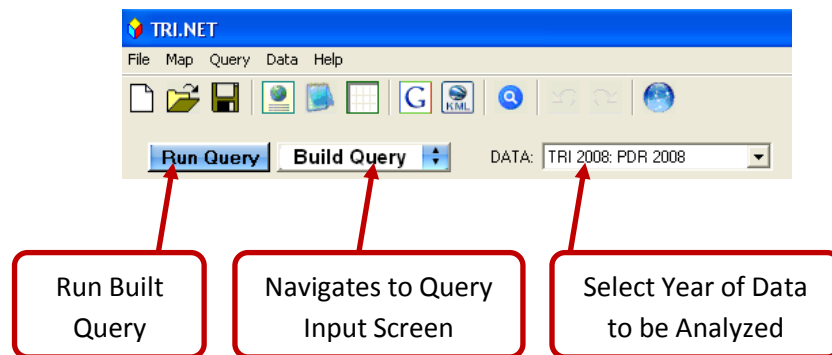 TRI.NET
File Map Query Data Help
G KML
Run Query Build Query DATA: TRI 2008: PDR 2008
Run Built
Query
Navigates to Query
Input Screen
Select Year of Data
to be Analyzed